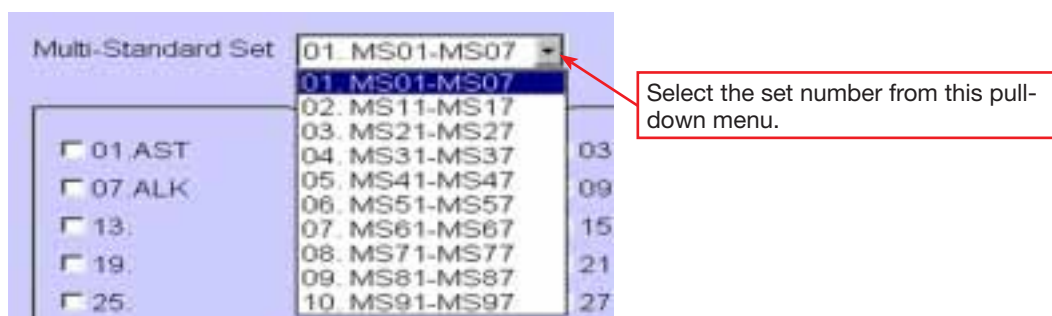 Multi-Standard Set 01. MS01-MS07
01. MS01-MS07
02. MS11-MS17
03. MS21-MS27
04. MS31-MS37
05. MS41-MS47
06. MS51-MS57
07. MS61-MS67
08. MS71-MS77
09. MS81-MS87
10. MS91-MS97
01.AST
07.ALK
13.
19.
25.
03
09
15
21
27
Select the set number from this pull-
down menu.